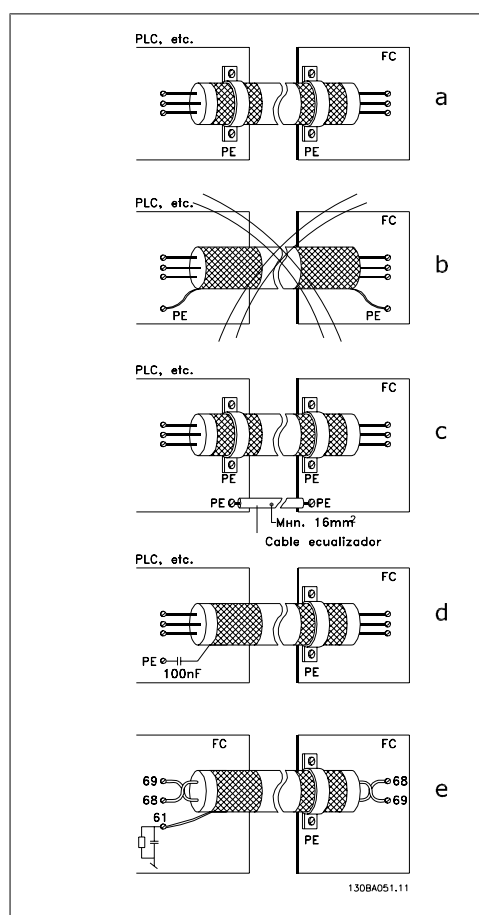 PLC, etc.
FC
PE
PE
a
PLC, etc.
FC
PE
PE
b
PLC, etc.
FC
PE
PE
PE
PE
Mнn. 16mm²
Cable ecualizador
c
PLC, etc.
FC
PE
100nF
PE
d
FC
FC
69
68
61
68
69
PE
e
130BA051.11